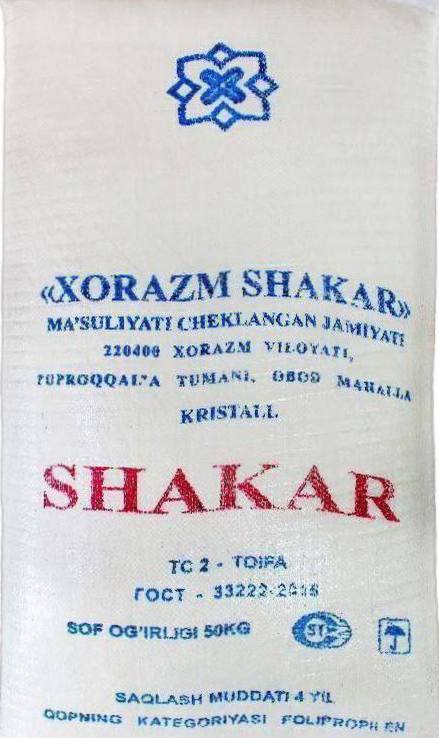 «XORAZM SHAKAR»
MA'SULIYATI CHEKLANGAN JAMIYATI
220400 XORAZM VILOYATI,
TUPROQQAL'A TUMANI, OBOD MAHALLA
KRISTALL
SHAKAR
TC 2 - TOIFA
ГОСТ - 33222-2015
SOF OG'IRLIGI 50KG
ST
SAQLASH MUDDATI 4 YIL
QOPNING KATEGORIYASI POLIPROPILEN